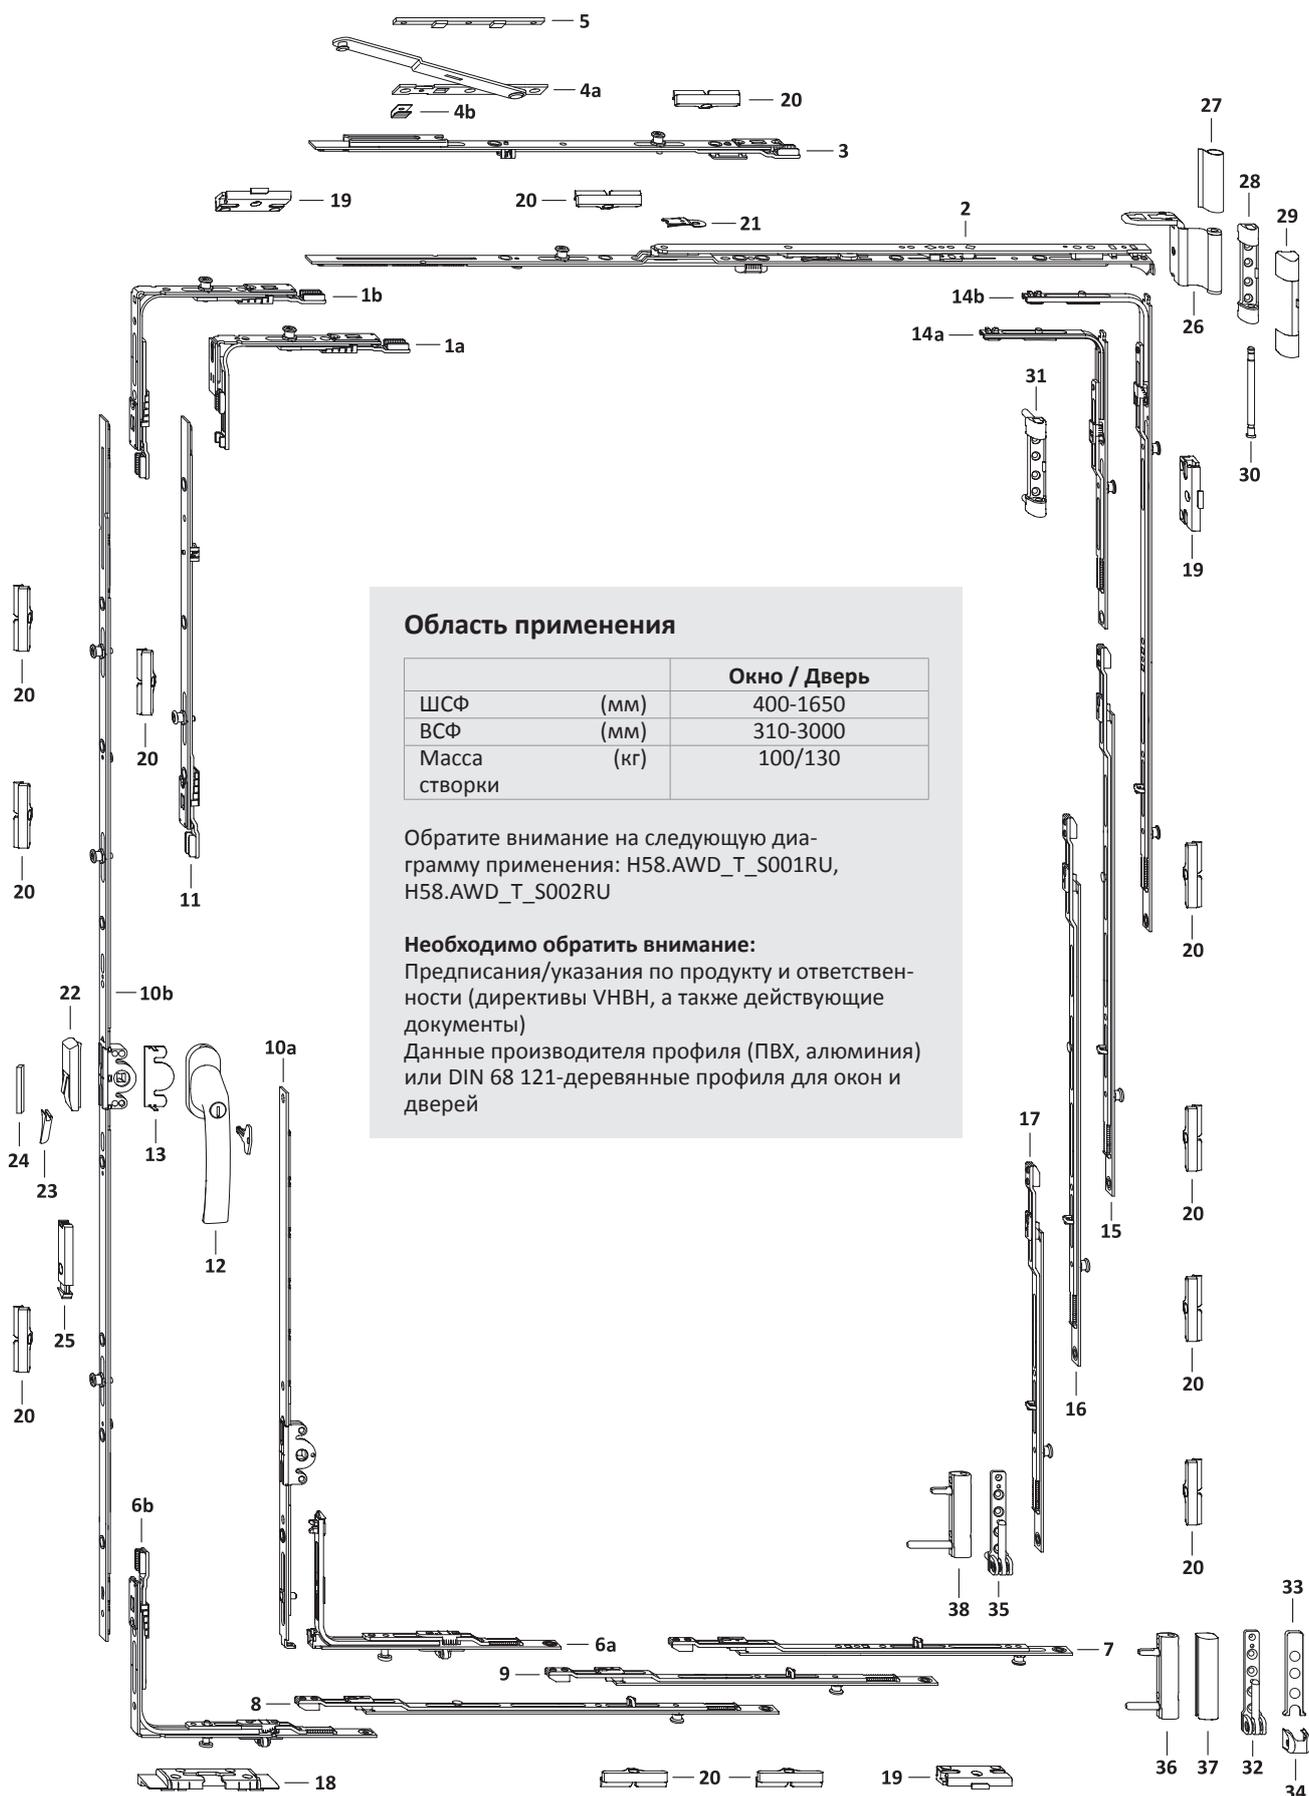 5
4a
20
4b
27
3
28
19
20
21
2
29
1b
14b
26
1a
14a
31
30
19
Область применения
Окно / Дверь
ШСФ (мм) 400-1650
ВСФ (мм) 310-3000
Масса (кг) 100/130
створки
20
20
Обратите внимание на следующую диа-
грамму применения: H58.AWD_T_S001RU,
H58.AWD_T_S002RU
20
11
20
Необходимо обратить внимание:
Предписания/указания по продукту и ответствен-
ности (директивы VHBH, а также действующие
документы)
Данные производителя профиля (ПВХ, алюминия)
или DIN 68 121-деревянные профиля для окон и
дверей
22
10b
10a
13
24
23
17
12
15
20
25
20
16
20
6b
20
38
35
33
6a
7
9
8
36
37
32
18
20
19
34